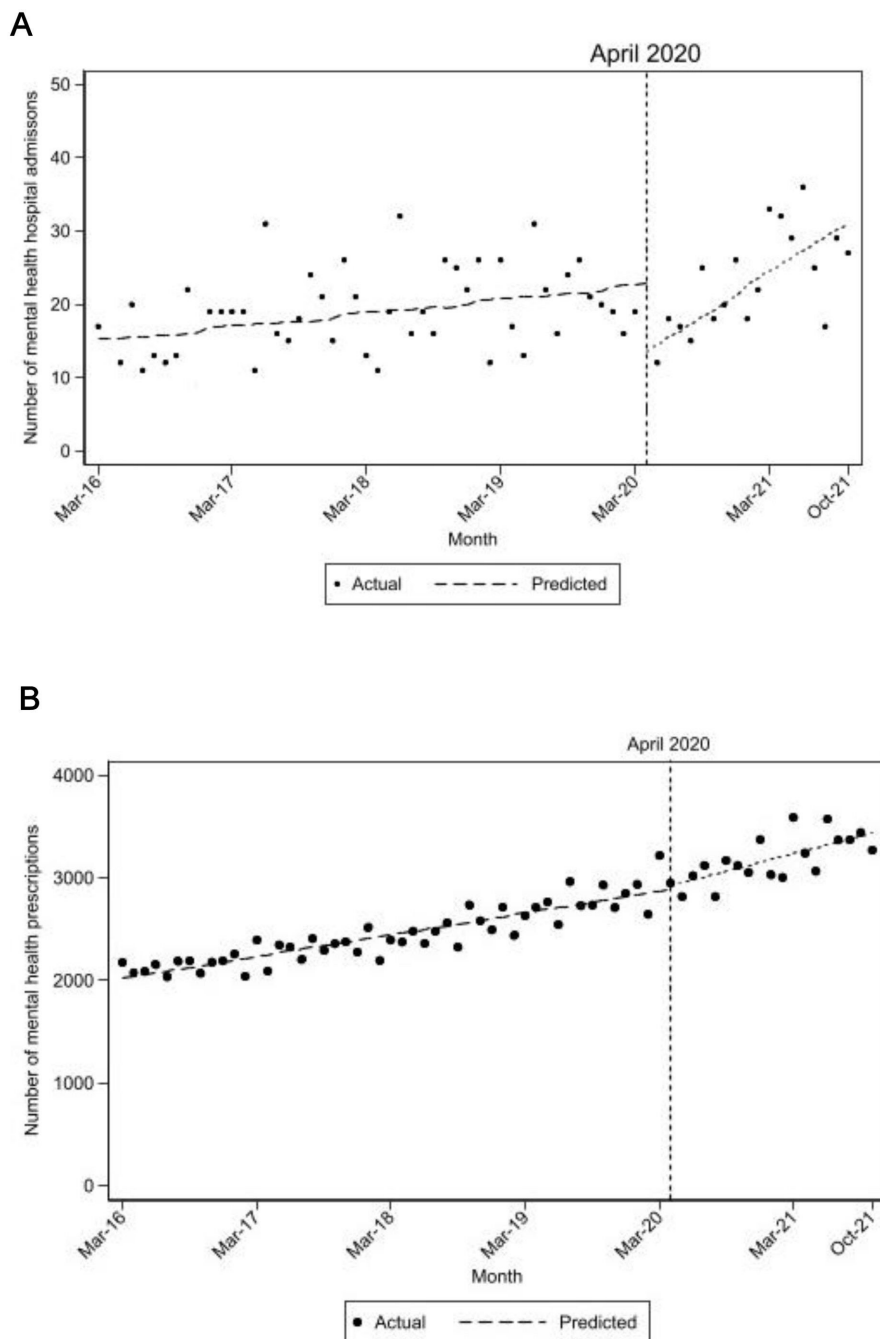 A
April 2020
50
40
30
20
10
0
Number of mental health hospital admissons
Mar-16
Mar-17
Mar-18
Mar-19
Mar-20
Mar-21
Oct-21
Month
Actual Predicted
B
April 2020
4000
3000
2000
1000
0
Number of mental health prescriptions
Mar-16
Mar-17
Mar-18
Mar-19
Mar-20
Mar-21
Oct-21
Month
Actual Predicted